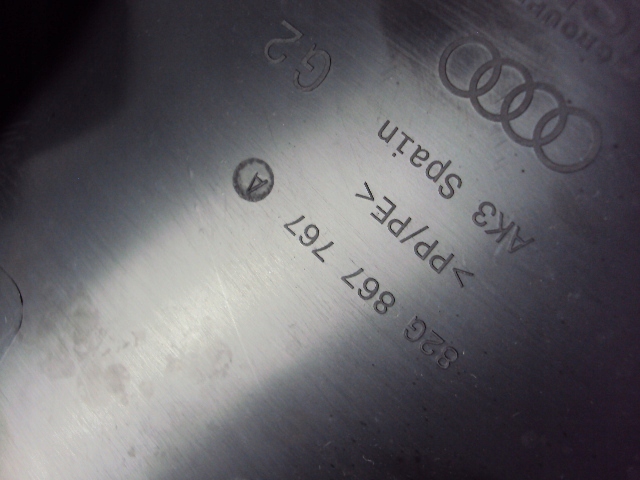 82G 867 767 A
>PP/PE<
AK3 Spain
G2